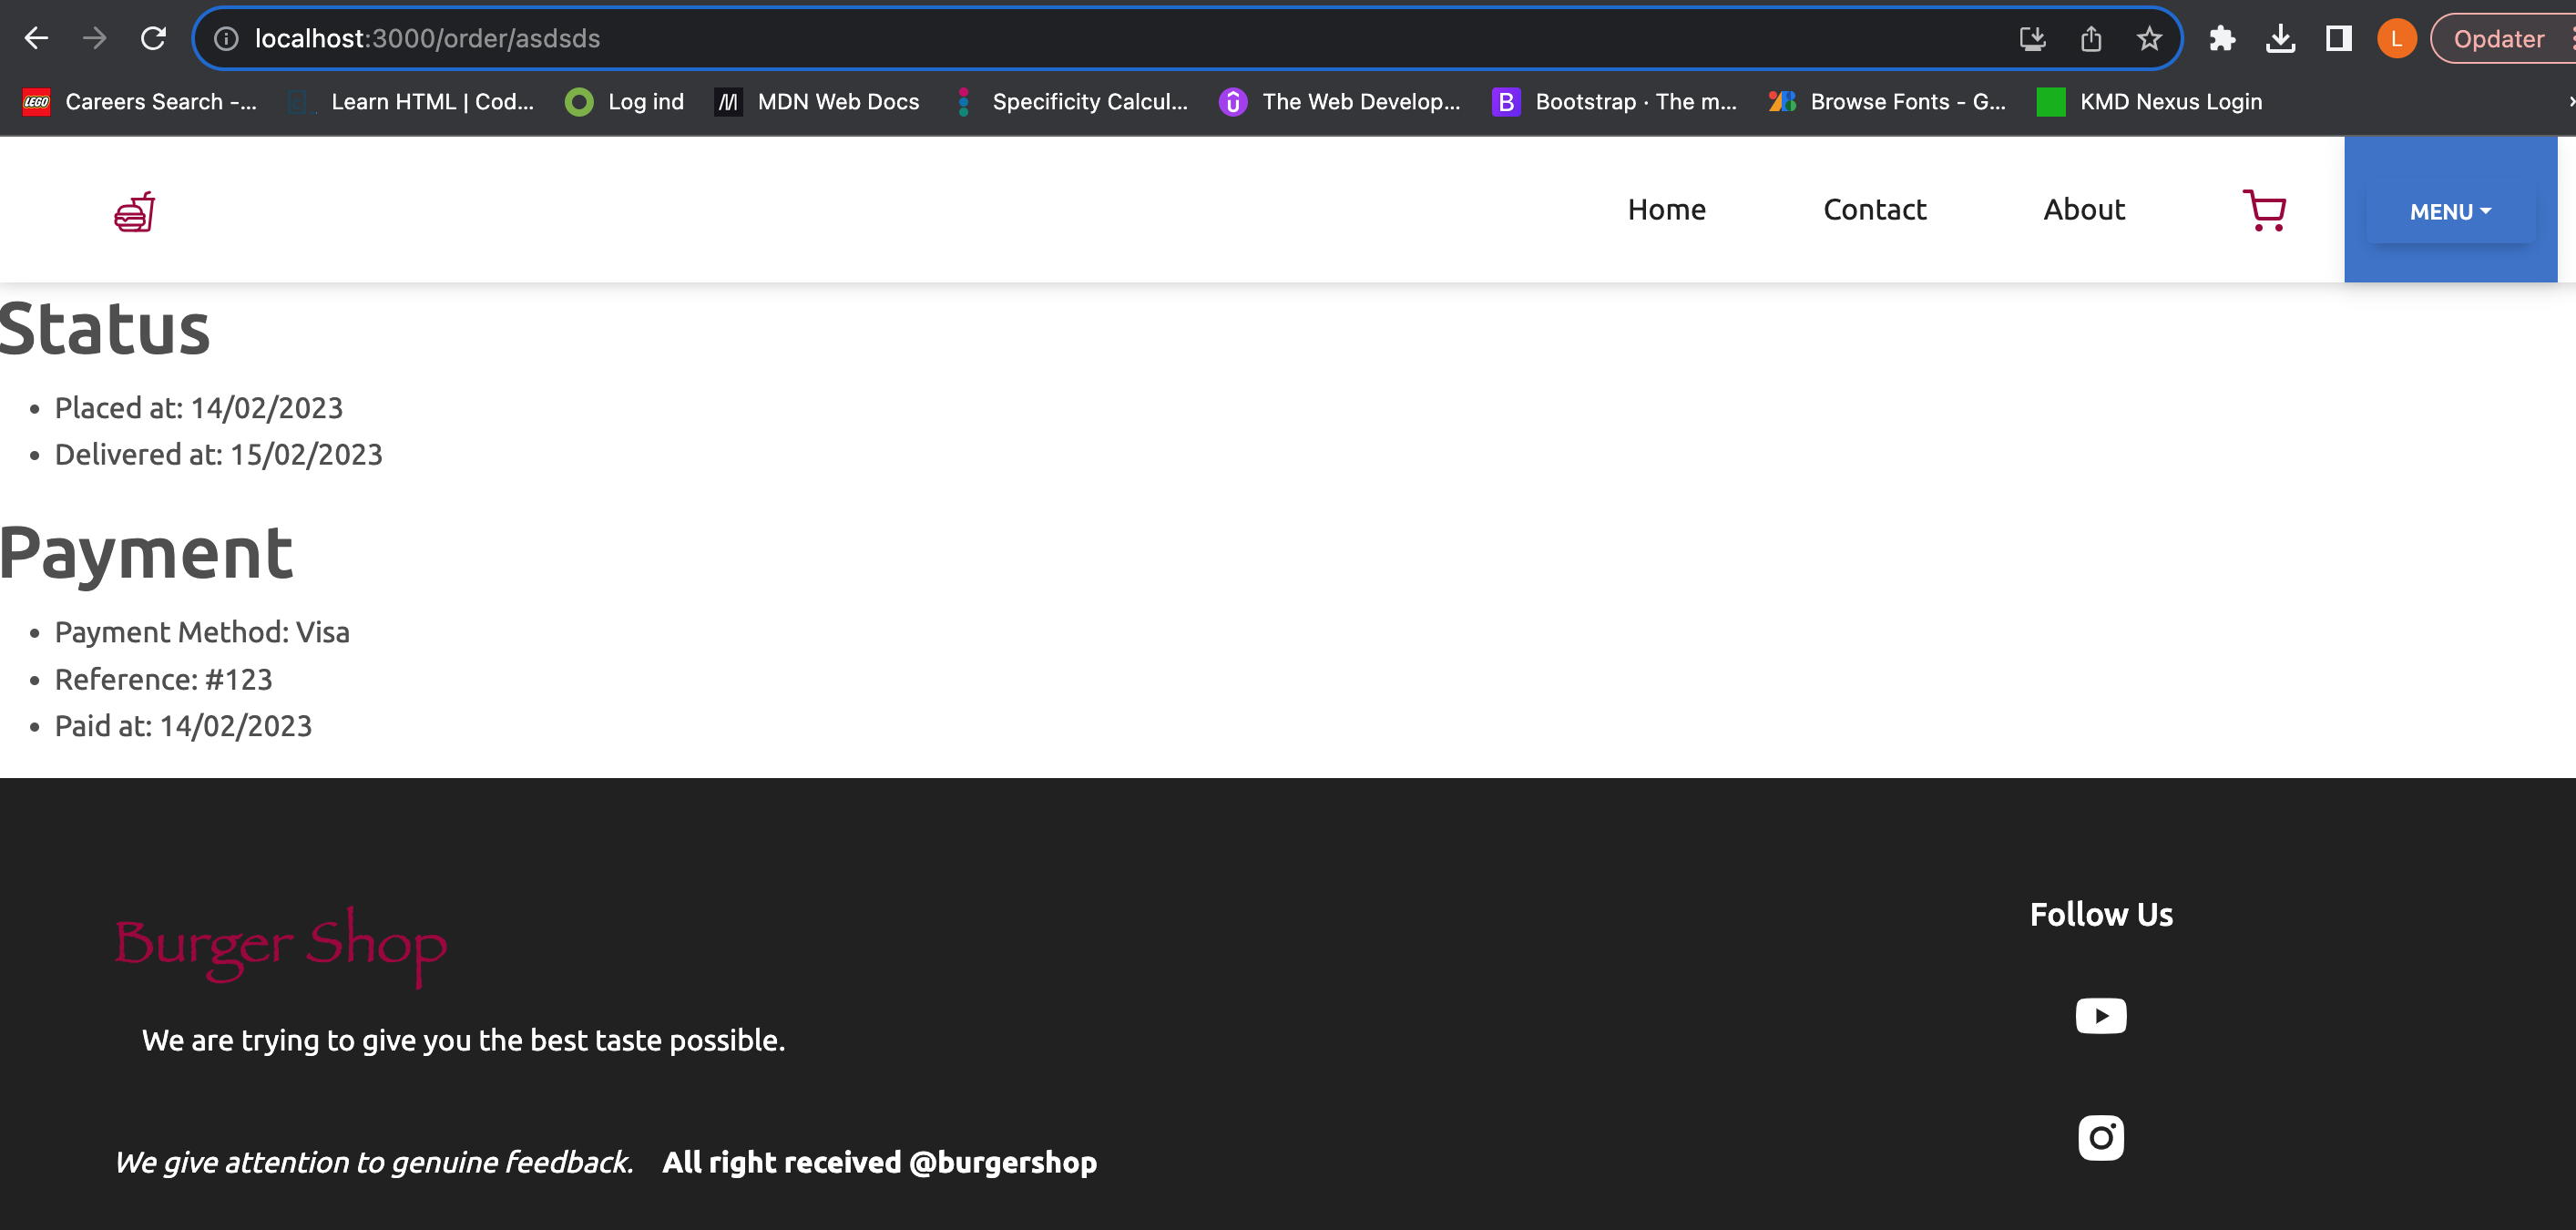 localhost:3000/order/asdsds
L
Opdater
LEGO
Careers Search -...
Learn HTML | Cod...
Log ind
MDN Web Docs
Specificity Calcul...
The Web Develop...
B
Bootstrap · The m...
Browse Fonts - G...
KMD Nexus Login
Home
Contact
About
MENU
Status
• Placed at: 14/02/2023
• Delivered at: 15/02/2023
Payment
• Payment Method: Visa
• Reference: #123
• Paid at: 14/02/2023
Burger Shop
Follow Us
We are trying to give you the best taste possible.
We give attention to genuine feedback. All right received @burgershop